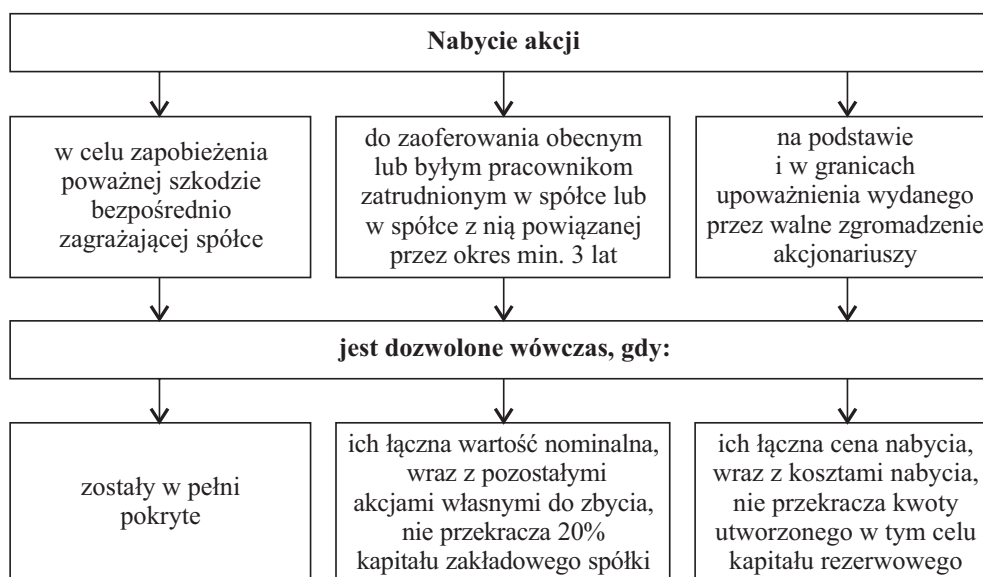 Nabycie akcji
w celu zapobieżenia
poważnej szkodzie
bezpośrednio
zagrażającej spółce
do zaoferowania obecnym
lub byłym pracownikom
zatrudnionym w spółce lub
w spółce z nią powiązanej
przez okres min. 3 lat
na podstawie
i w granicach
upoważnienia wydanego
przez walne zgromadzenie
akcjonariuszy
jest dozwolone wówczas, gdy:
zostały w pełni
pokryte
ich łączna wartość nominalna,
wraz z pozostałymi
akcjami własnymi do zbycia,
nie przekracza 20%
kapitału zakładowego spółki
ich łączna cena nabycia,
wraz z kosztami nabycia,
nie przekracza kwoty
utworzonego w tym celu
kapitału rezerwowego